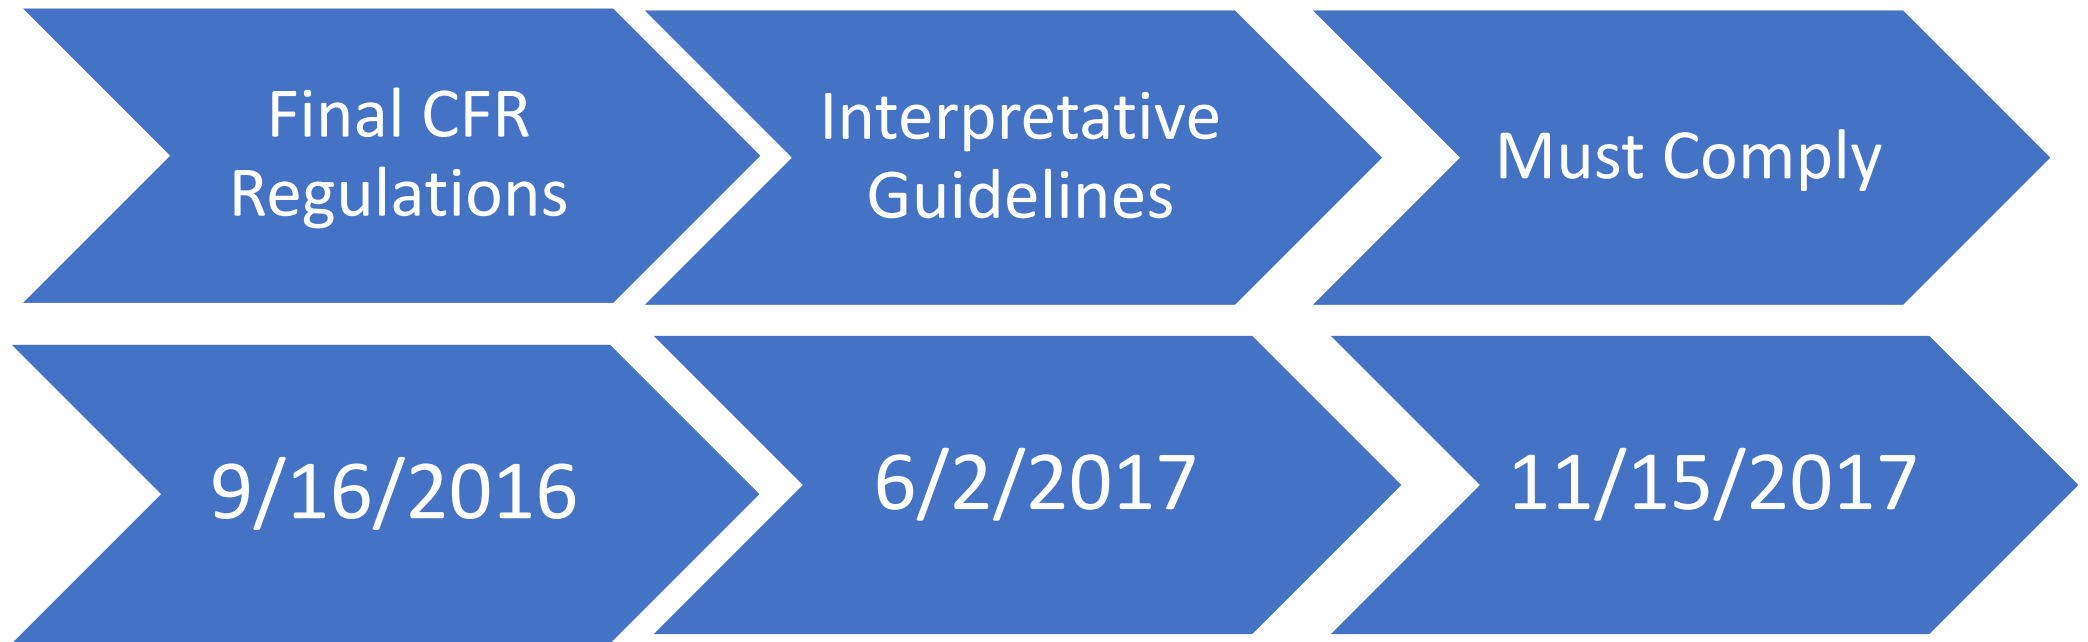 Final CFR
Regulations
Interpretative
Guidelines
Must Comply
9/16/2016
6/2/2017
11/15/2017